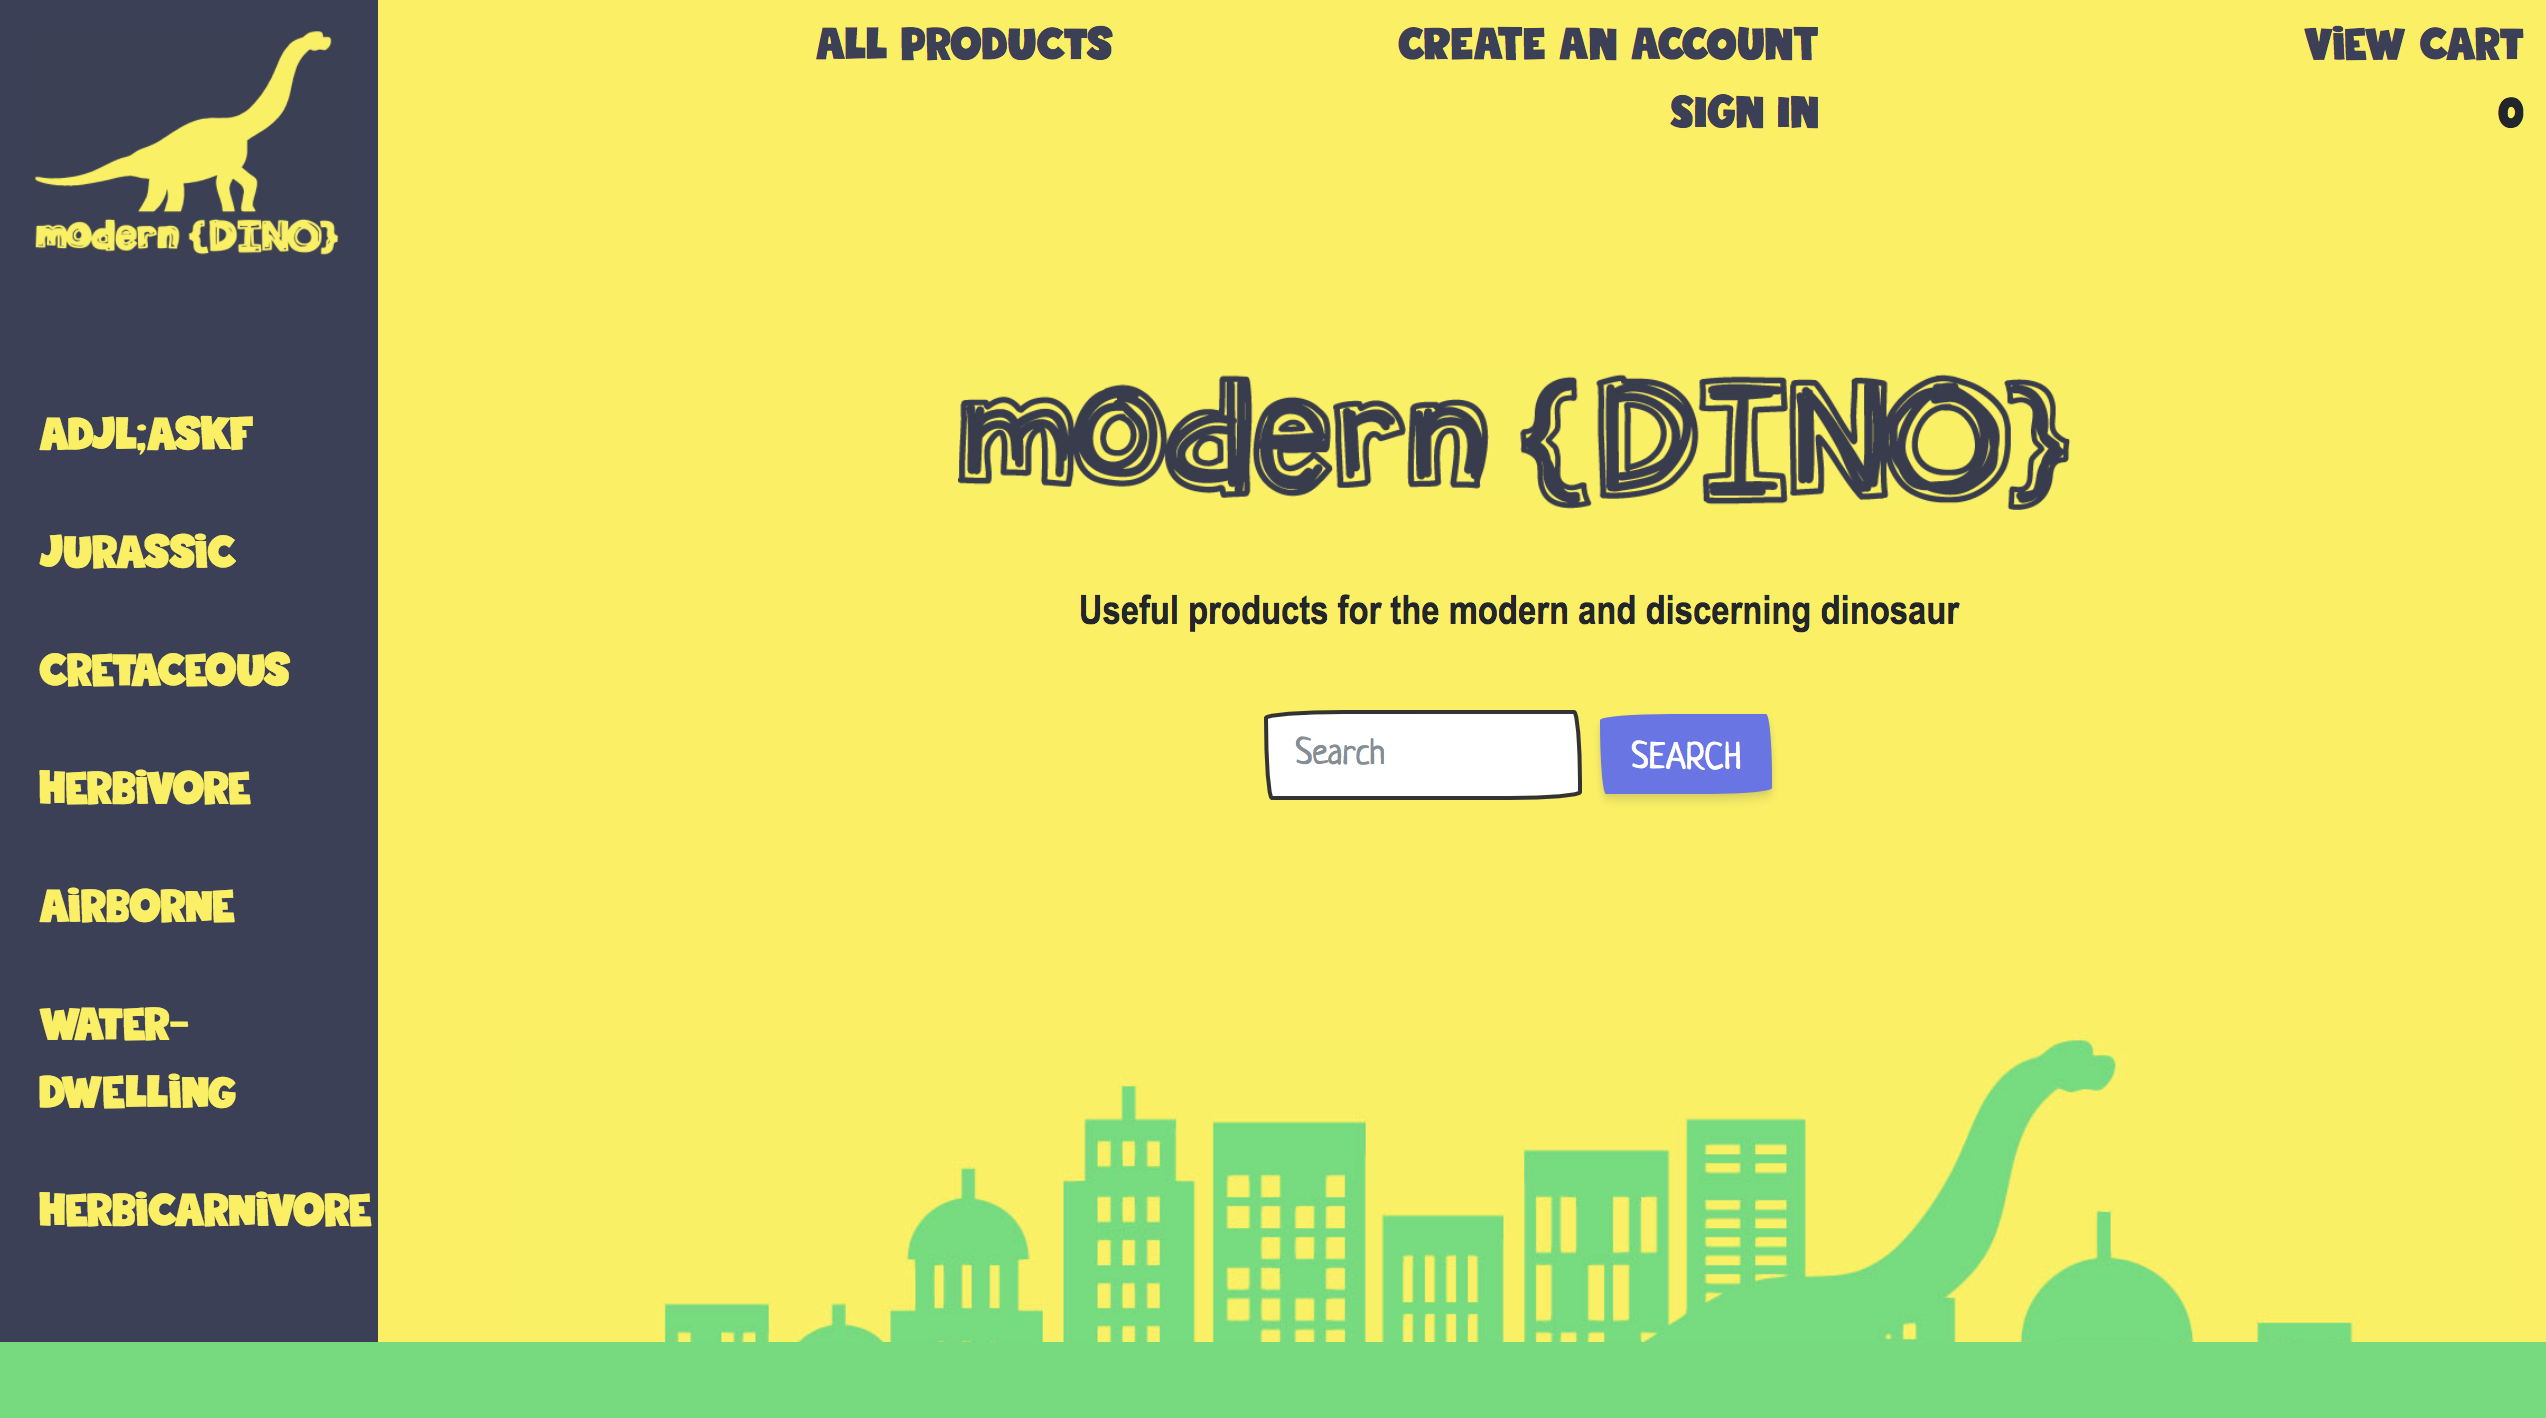 modern {DINO}
ADJL;ASKF
JURASSiC
CRETACEOUS
HERBiVORE
AiRBORNE
WATER-
DWELLiNG
HERBiCARNiVORE
ALL PRODUCTS
CREATE AN ACCOUNT
SIGN IN
ViEW CART
0
modern {DINO}
Useful products for the modern and discerning dinosaur
Search
SEARCH